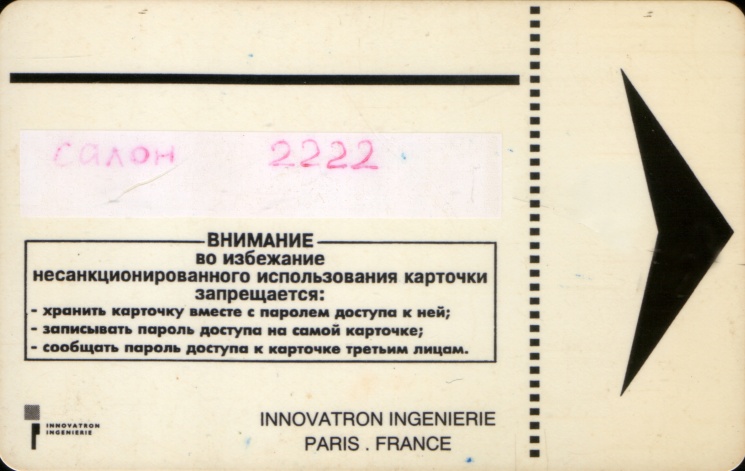 салон 2222
ВНИМАНИЕ
во избежание
несанкционированного использования карточки
запрещается:
- хранить карточку вместе с паролем доступа к ней;
- записывать пароль доступа на самой карточке;
- сообщать пароль доступа к карточке третьим лицам.
INNOVATRON
INGENIERIE
INNOVATRON INGENIERIE
PARIS . FRANCE